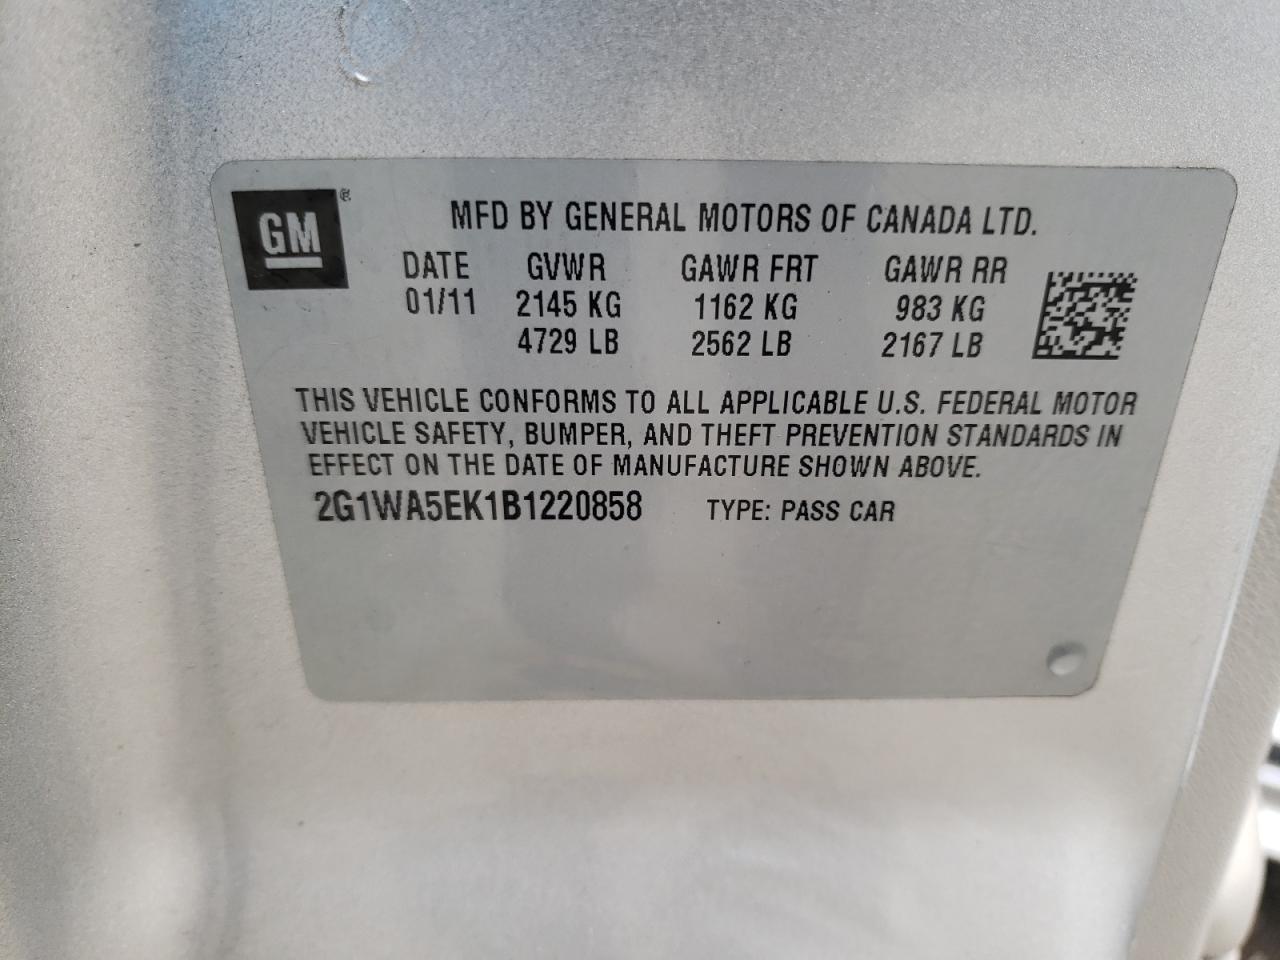 GM®
MFD BY GENERAL MOTORS OF CANADA LTD.
DATE GVWR GAWR FRT GAWR RR
01/11 2145 KG 1162 KG 983 KG
4729 LB 2562 LB 2167 LB
THIS VEHICLE CONFORMS TO ALL APPLICABLE U.S. FEDERAL MOTOR
VEHICLE SAFETY, BUMPER, AND THEFT PREVENTION STANDARDS IN
EFFECT ON THE DATE OF MANUFACTURE SHOWN ABOVE.
2G1WA5EK1B1220858 TYPE: PASS CAR